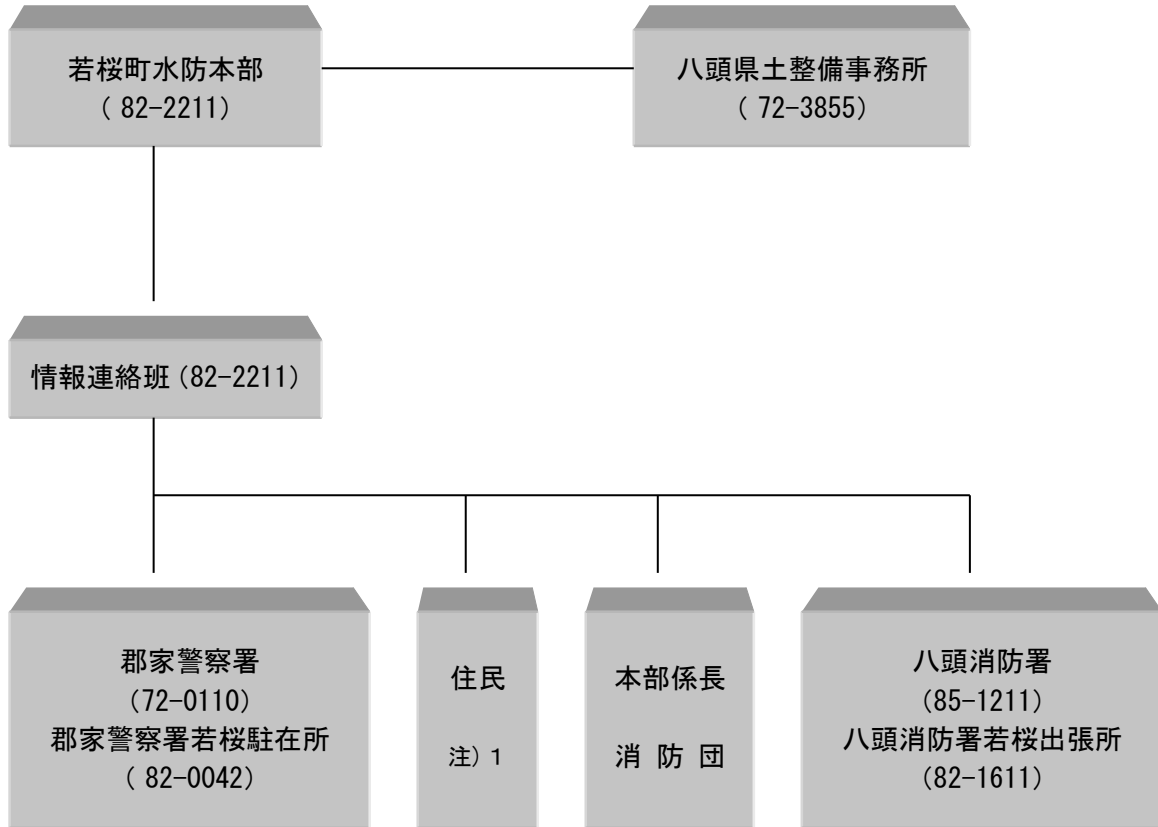 若桜町水防本部
( 82-2211)
八頭県土整備事務所
( 72-3855)
情報連絡班(82-2211)
郡家警察署
(72-0110)
郡家警察署若桜駐在所
( 82-0042)
住民
注)1
本部係長
消 防 団
八頭消防署
(85-1211)
八頭消防署若桜出張所
(82-1611)